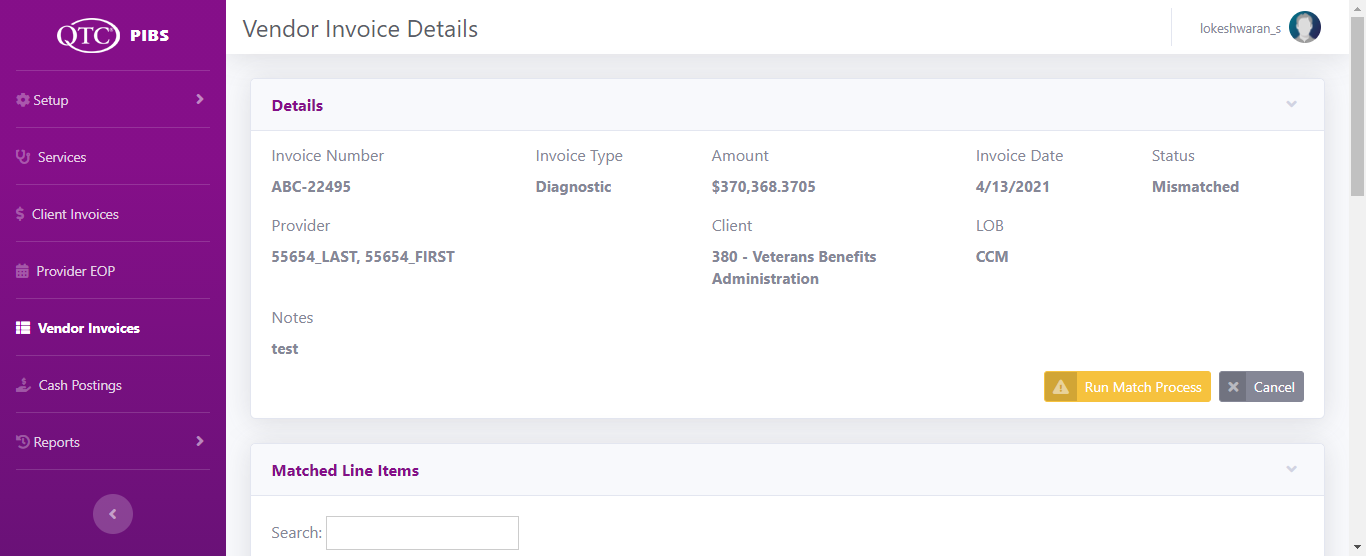 QTC PIBS
Setup
Services
Client Invoices
Provider EOP
Vendor Invoices
Cash Postings
Reports
Vendor Invoice Details
lokeshwaran_s
Details
Invoice Number
ABC-22495
Invoice Type
Diagnostic
Amount
$370,368.3705
Invoice Date
4/13/2021
Status
Mismatched
Provider
55654_LAST, 55654_FIRST
Client
380 - Veterans Benefits
Administration
LOB
CCM
Notes
test
Run Match Process
Cancel
Matched Line Items
Search: